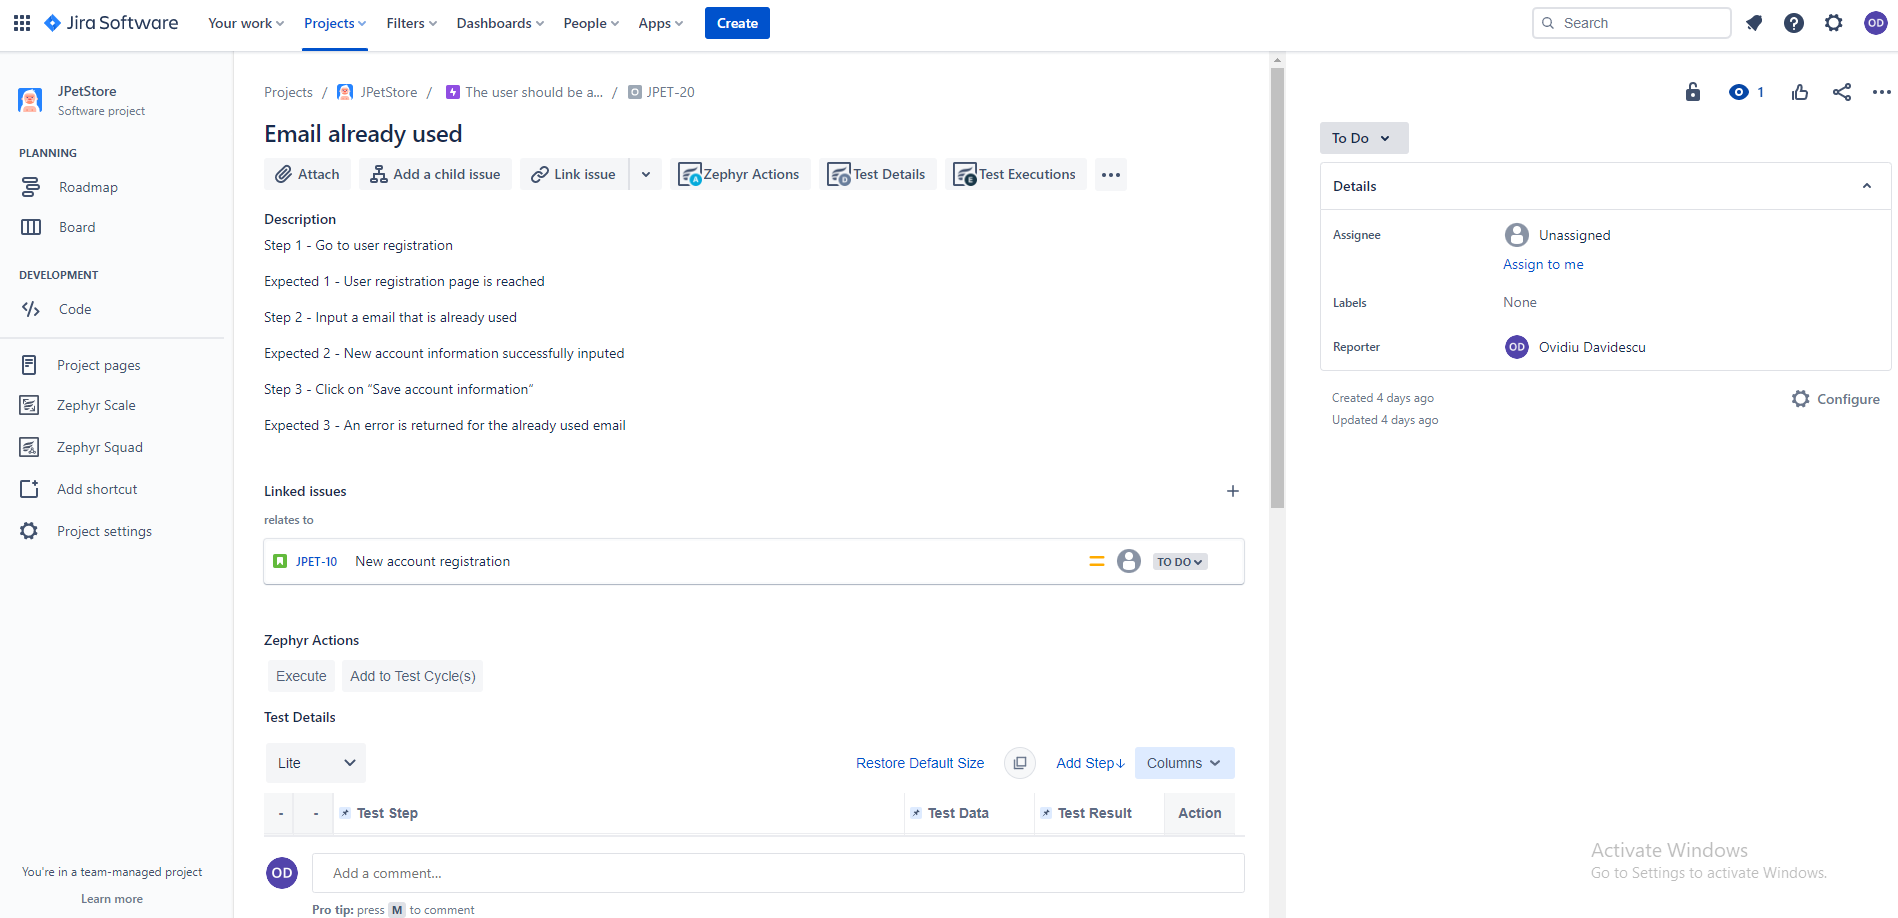 Jira Software
Your work
Projects
Filters
Dashboards
People
Apps
Create
Search
OD
JPetStore
Software project
PLANNING
Roadmap
Board
DEVELOPMENT
Code
Project pages
Zephyr Scale
Zephyr Squad
Add shortcut
Project settings
You're in a team-managed project
Learn more
Projects / JPetStore / The user should be a... / JPET-20
Email already used
Attach
Add a child issue
Link issue
Zephyr Actions
Test Details
Test Executions
Description
Step 1 - Go to user registration
Expected 1 - User registration page is reached
Step 2 - Input a email that is already used
Expected 2 - New account information successfully inputed
Step 3 - Click on “Save account information”
Expected 3 - An error is returned for the already used email
Linked issues
relates to
JPET-10 New account registration TO DO
Zephyr Actions
Execute
Add to Test Cycle(s)
Test Details
Lite
Restore Default Size
Add Step↓
Columns
- - Test Step Test Data Test Result Action
OD
Add a comment...
Pro tip: press M to comment
1
To Do
Details
Assignee
Unassigned
Assign to me
Labels
None
Reporter
OD Ovidiu Davidescu
Created 4 days ago
Updated 4 days ago
Configure
Activate Windows
Go to Settings to activate Windows.